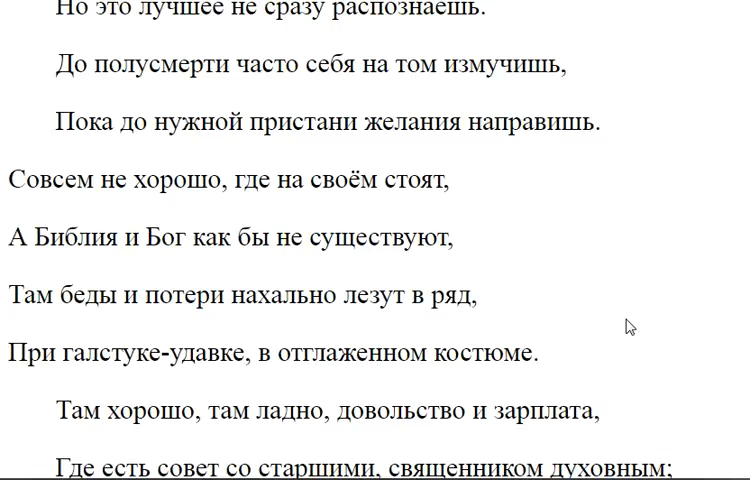 Но это лучшее не сразу распознаешь.
До полусмерти часто себя на том измучишь,
Пока до нужной пристани желания направишь.
Совсем не хорошо, где на своём стоят,
А Библия и Бог как бы не существуют,
Там беды и потери нахально лезут в ряд,
При галстуке-удавке, в отглаженном костюме.
Там хорошо, там ладно, довольство и зарплата,
Где есть совет со старшими, священником духовным;